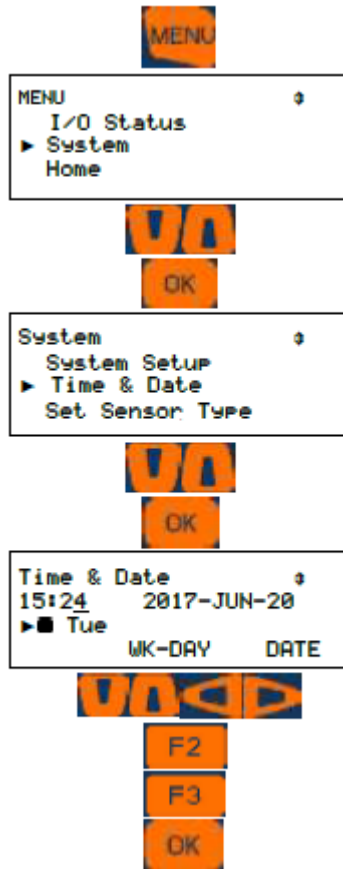 MENU
MENU
I/O Status
System
Home
OK
System
System Setup
Time & Date
Set Sensor Type
OK
Time & Date
15:24 2017-JUN-20
Tue
WK-DAY DATE
F2
F3
OK